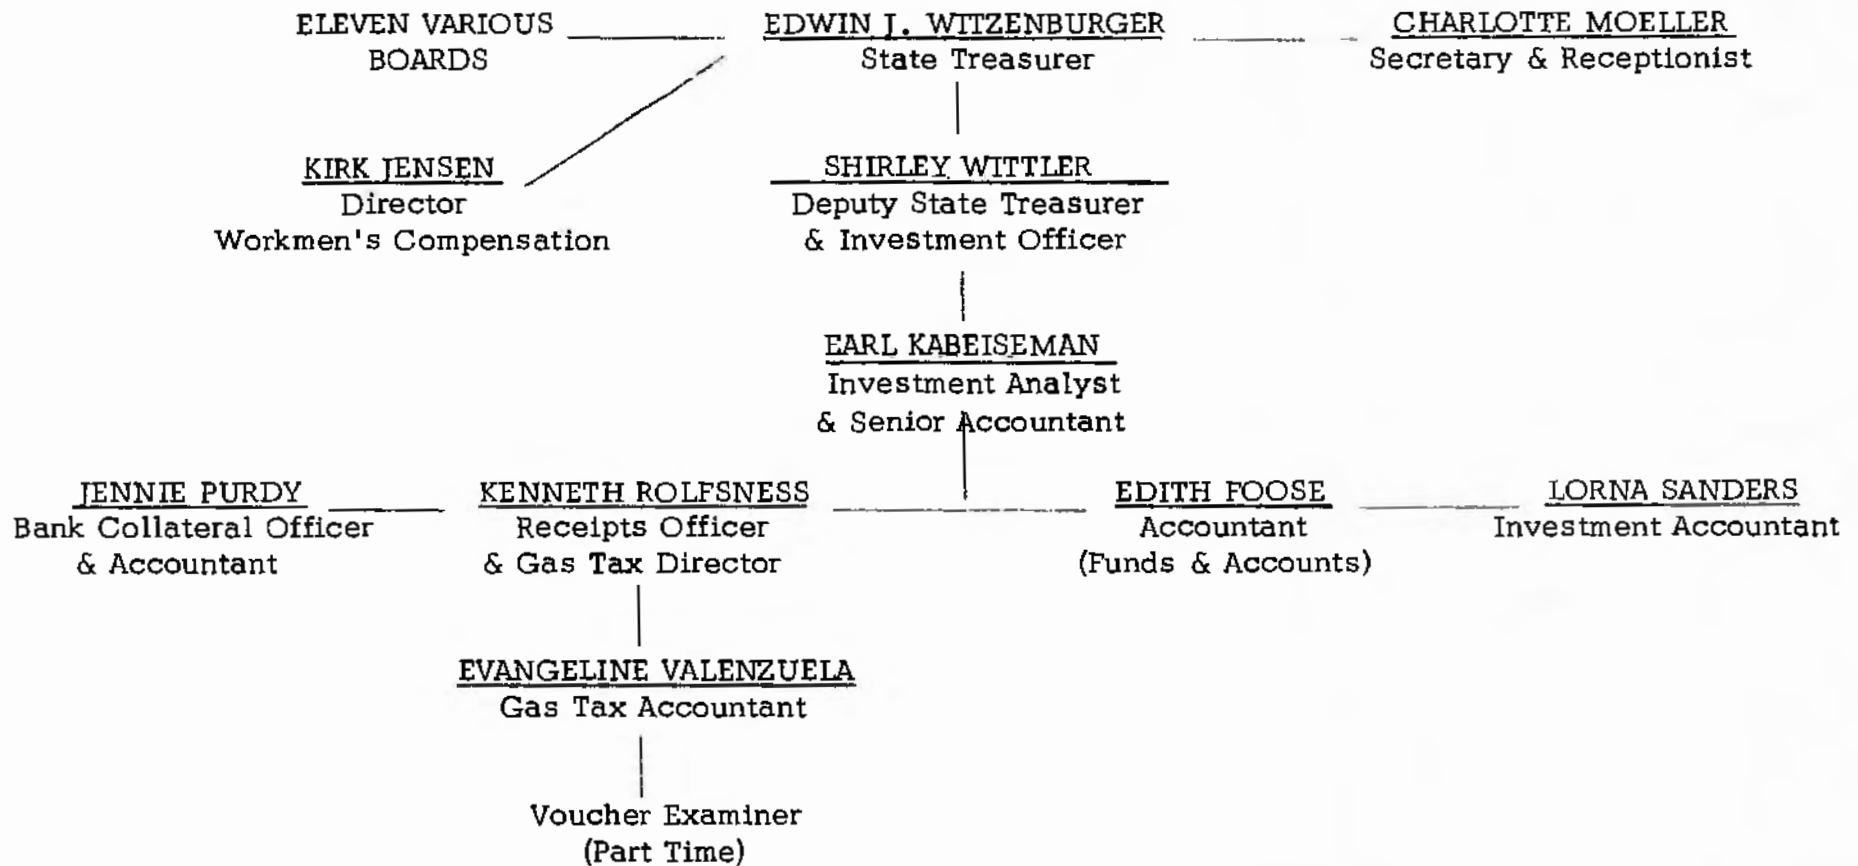 ELEVEN VARIOUS
BOARDS
EDWIN J. WITZENBURGER
State Treasurer
CHARLOTTE MOELLER
Secretary & Receptionist
KIRK JENSEN
Director
Workmen's Compensation
SHIRLEY WITTLER
Deputy State Treasurer
& Investment Officer
EARL KABEISEMAN
Investment Analyst
& Senior Accountant
JENNIE PURDY
Bank Collateral Officer
& Accountant
KENNETH ROLFSNESS
Receipts Officer
& Gas Tax Director
EDITH FOOSE
Accountant
(Funds & Accounts)
LORNA SANDERS
Investment Accountant
EVANGELINE VALENZUELA
Gas Tax Accountant
Voucher Examiner
(Part Time)